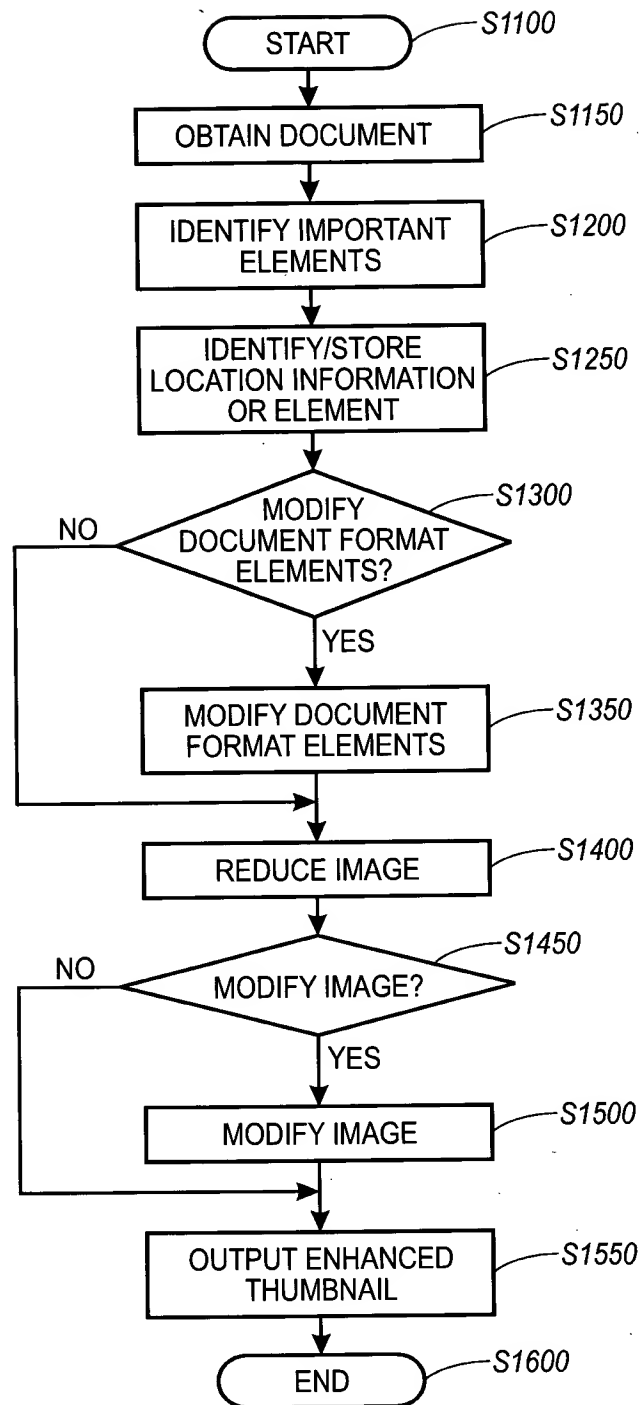 START
S1100
OBTAIN DOCUMENT
S1150
IDENTIFY IMPORTANT
ELEMENTS
S1200
IDENTIFY/STORE
LOCATION INFORMATION
OR ELEMENT
S1250
MODIFY
DOCUMENT FORMAT
ELEMENTS?
S1300
NO
YES
MODIFY DOCUMENT
FORMAT ELEMENTS
S1350
REDUCE IMAGE
S1400
MODIFY IMAGE?
S1450
NO
YES
MODIFY IMAGE
S1500
OUTPUT ENHANCED
THUMBNAIL
S1550
END
S1600